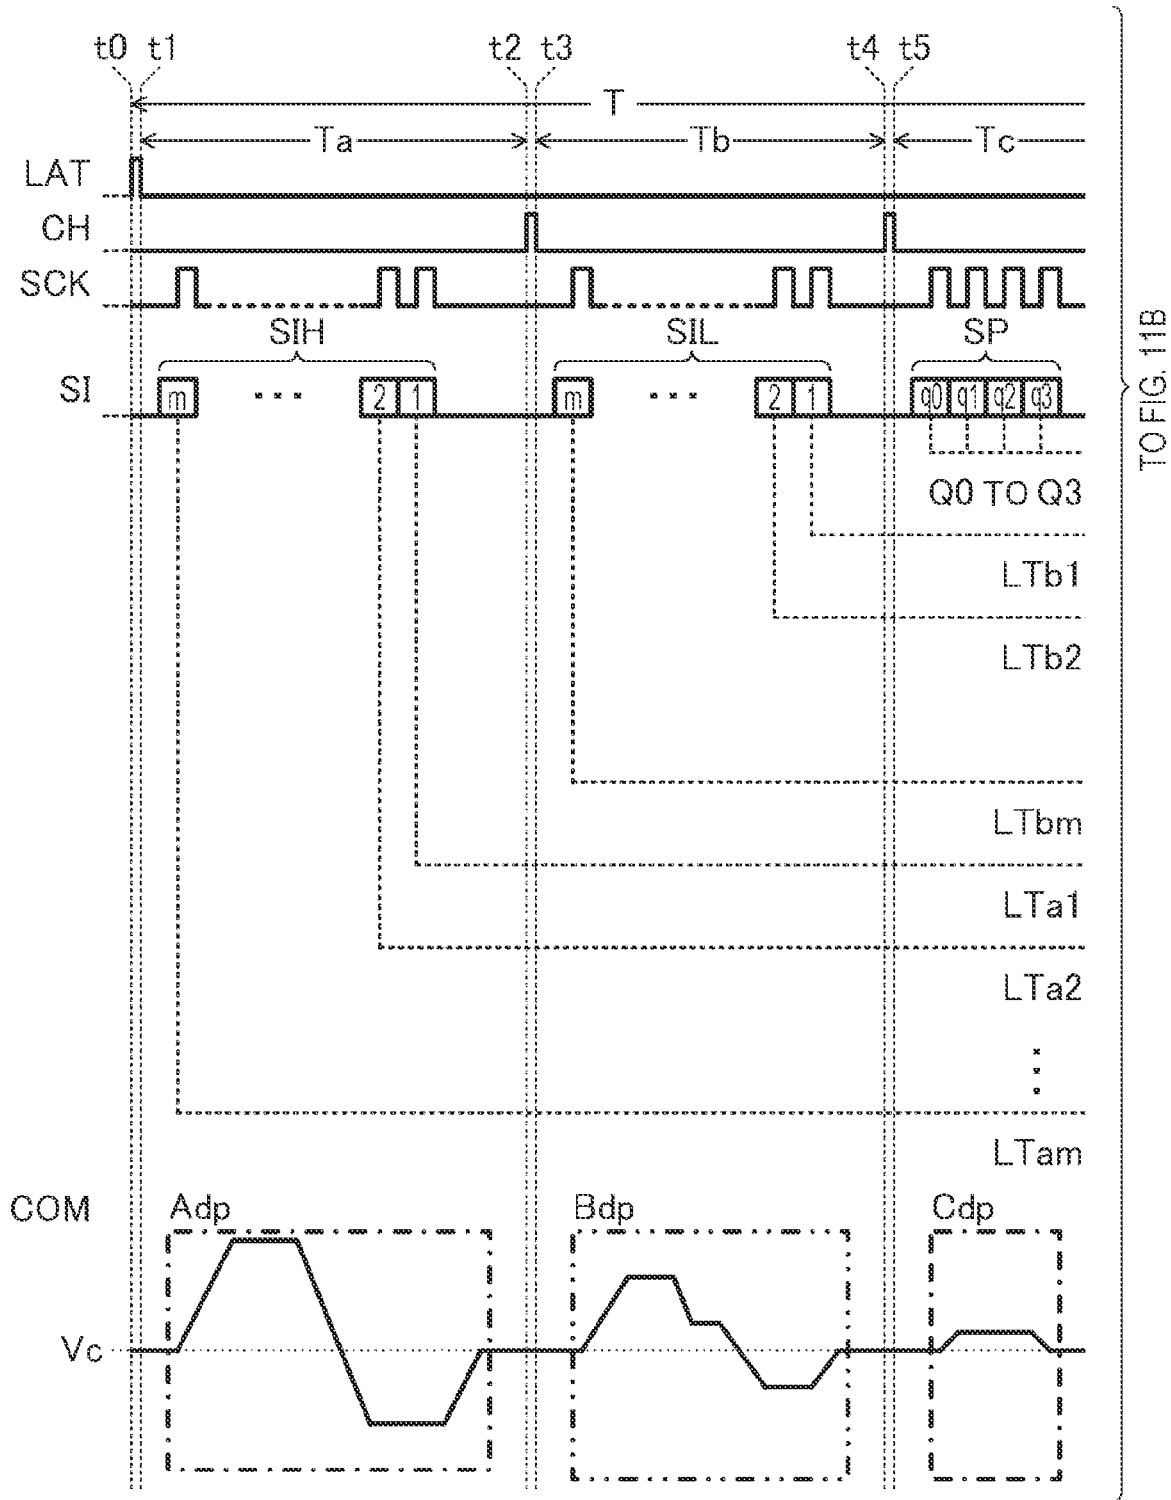 t0 t1 t2 t3 t4 t5
T
Ta Tb Tc
LAT
CH
SCK
SIH SIL SP
SI m ... 2 1 m ... 2 1 q0 q1 q2 q3
Q0 TO Q3
LTb1
LTb2
LTbm
LTa1
LTa2
⋮
LTam
COM Adp Bdp Cdp
Vc
TO FIG. 11B